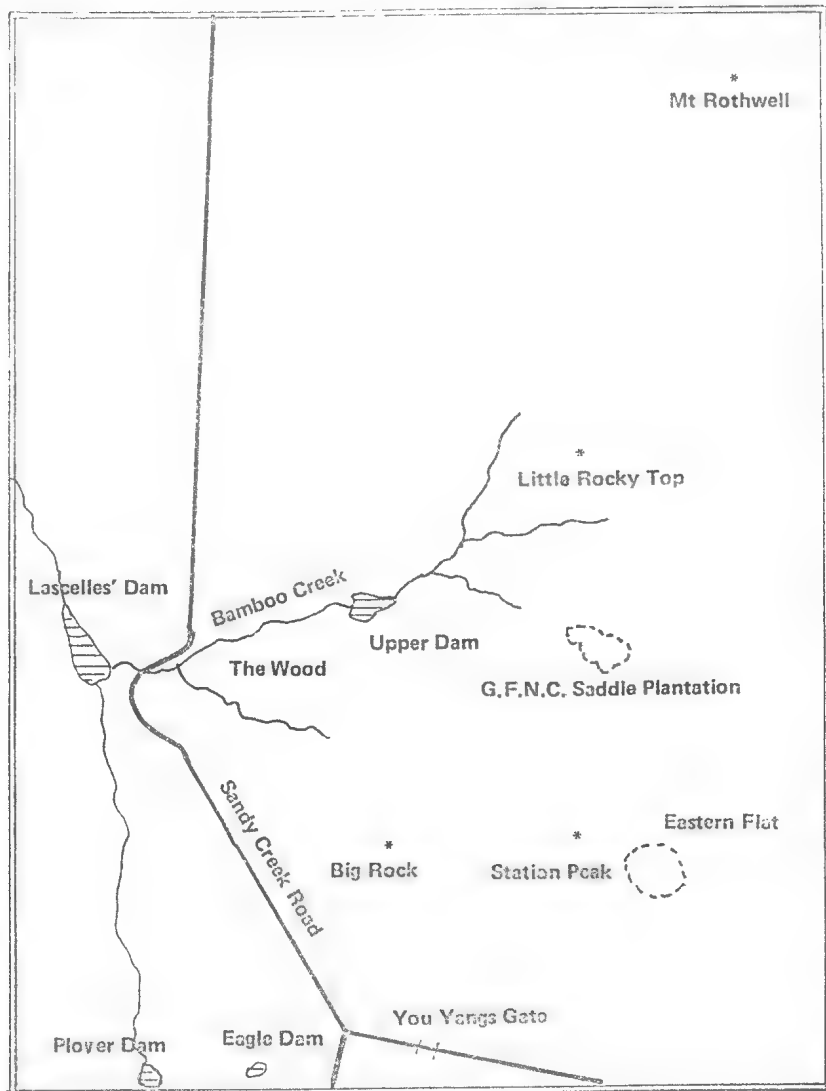 Mt Rothwell
Little Rocky Top
Lascelles' Dam
Bamboo Creek
Upper Dam
The Wood
G.F.N.C. Saddle Plantation
Eastern Flat
Sandy Creek Road
Big Rock
Station Peak
You Yangs Gate
Plover Dam
Eagle Dam